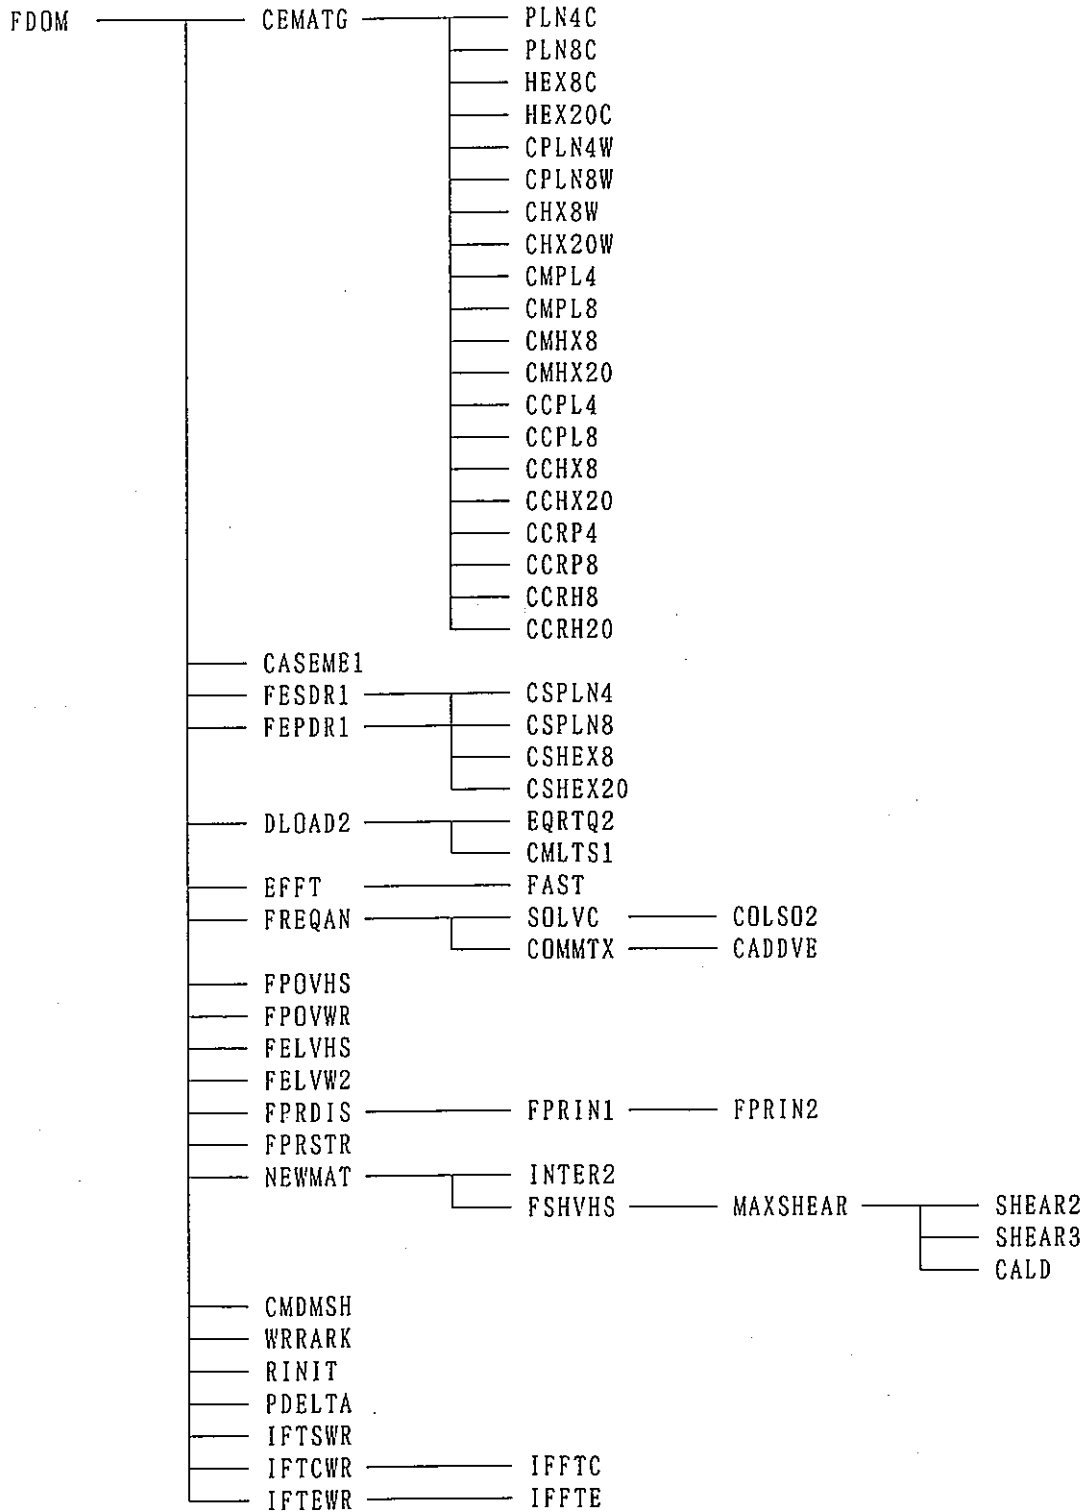 FDOM CEMATG PLN4C
PLN8C
HEX8C
HEX20C
CPLN4W
CPLN8W
CHX8W
CHX20W
CMPL4
CMPL8
CMHX8
CMHX20
CCPL4
CCPL8
CCHX8
CCHX20
CCRP4
CCRP8
CCRH8
CCRH20
CASEME1
FESDR1 CSPLN4
FEPDR1 CSPLN8
CSHEX8
CSHEX20
DLOAD2 EQRTQ2
CMLTS1
EFFT FAST
FREQAN SOLVC COLSO2
COMMTX CADDVE
FPOVHS
FPOVWR
FELVHS
FELVW2
FPRDIS FPRIN1 FPRIN2
FPRSTR
NEWMAT INTER2
FSHVHS MAXSHEAR SHEAR2
SHEAR3
CALD
CMDMSH
WRRARK
RINIT
PDELTA
IFTSWR
IFTCWR IFFTC
IFTEWR IFFTE